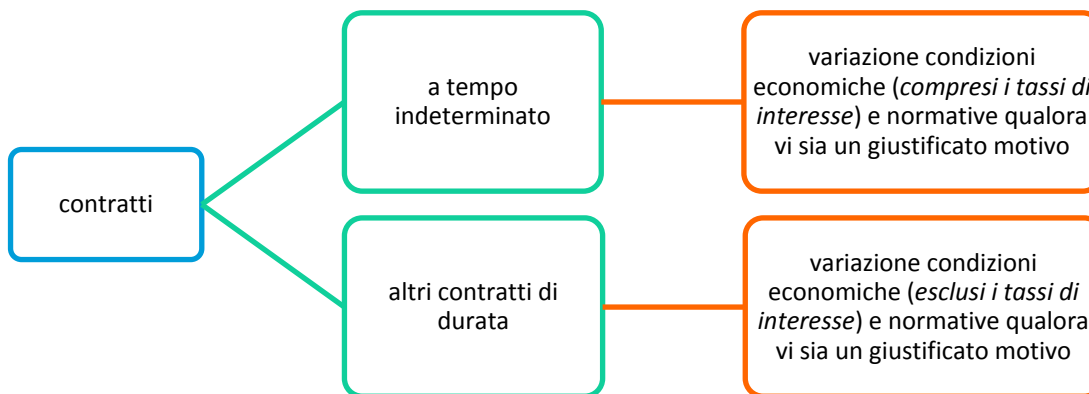 contratti
a tempo
indeterminato
variazione condizioni
economiche (compresi i tassi di
interesse) e normative qualora
vi sia un giustificato motivo
altri contratti di
durata
variazione condizioni
economiche (esclusi i tassi di
interesse) e normative qualora
vi sia un giustificato motivo